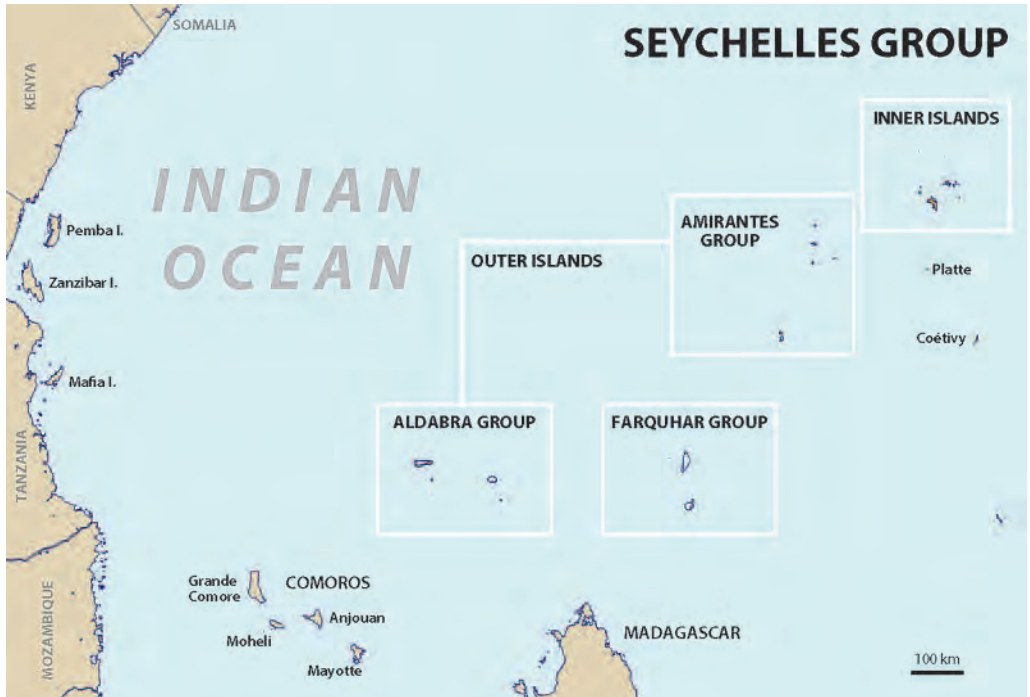 SOMALIA
SEYCHELLES GROUP
KENYA
INNER ISLANDS
INDIAN
OCEAN
AMIRANTES
GROUP
Pemba I.
OUTER ISLANDS
Platte
Zanzibar I.
Coétivy
Mafia I.
ALDABRA GROUP
FARQUHAR GROUP
TANZANIA
Grande
Comore
COMOROS
Anjouan
Moheli
MADAGASCAR
Mayotte
MOZAMBIQUE
100 km